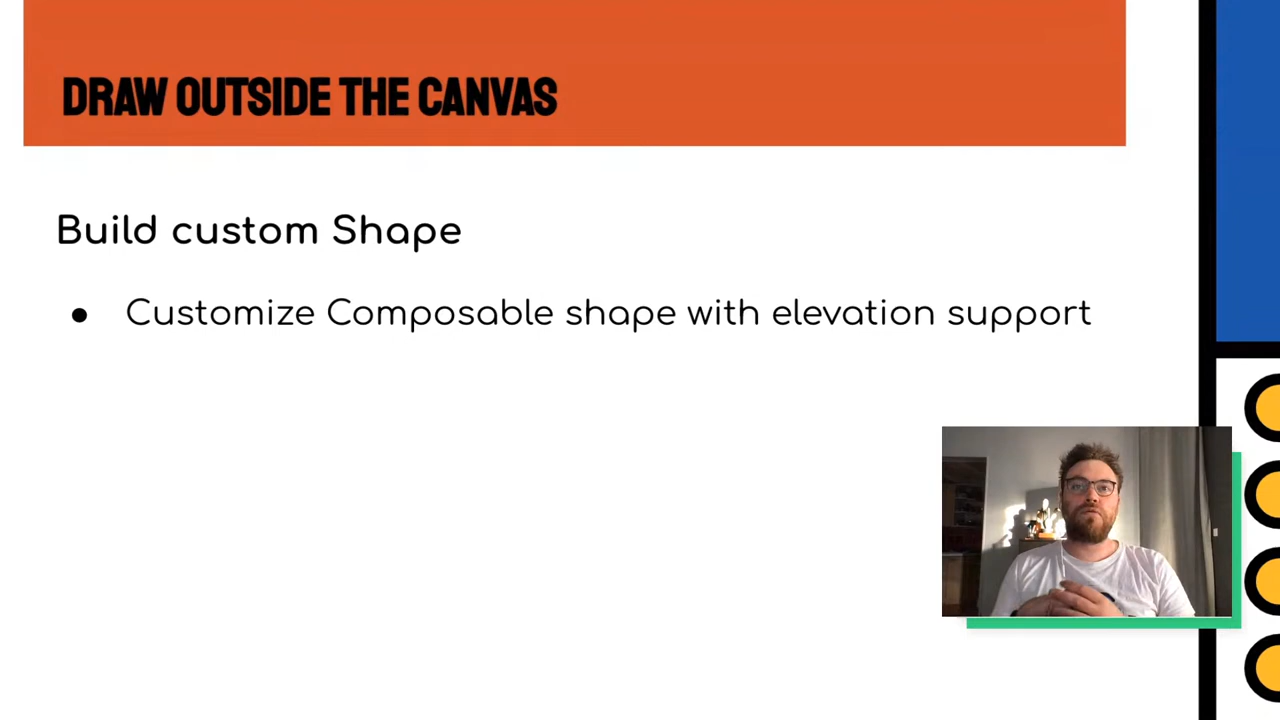 DRAW OUTSIDE THE CANVAS
Build custom Shape
● Customize Composable shape with elevation support